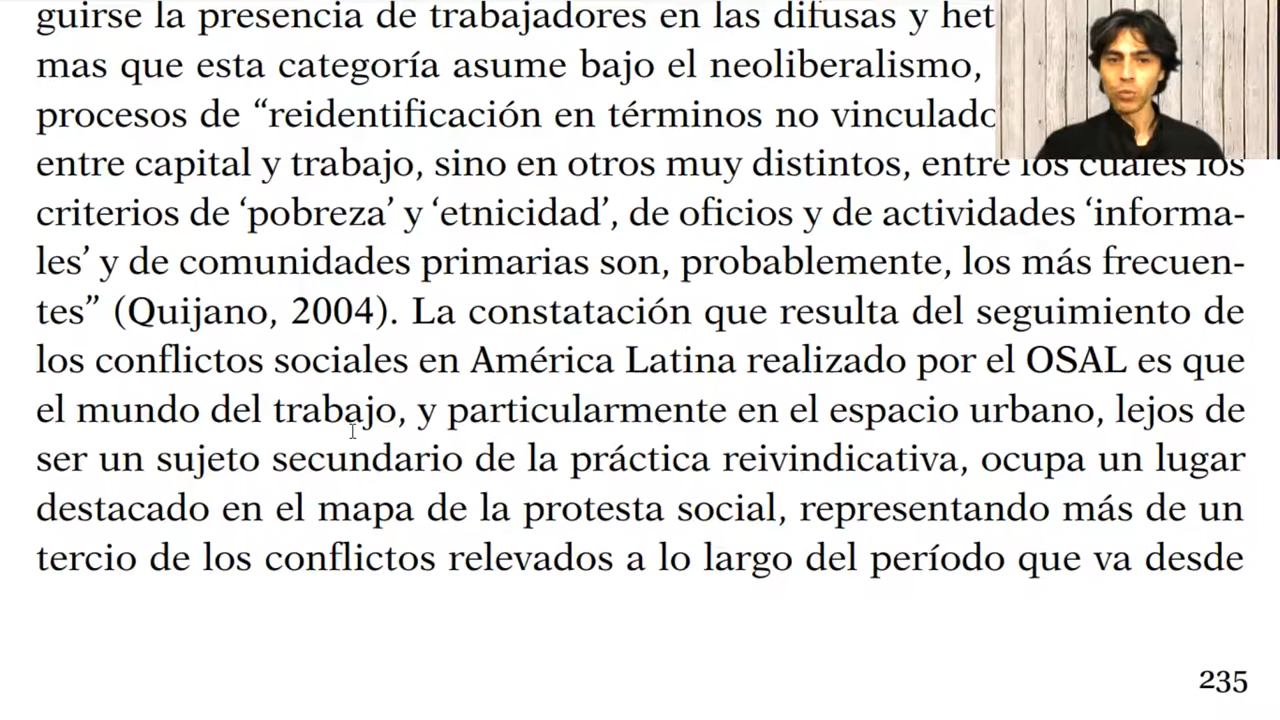 guirse la presencia de trabajadores en las difusas y het
mas que esta categoría asume bajo el neoliberalismo,
procesos de “reidentificación en términos no vinculado
entre capital y trabajo, sino en otros muy distintos, entre los cuales los
criterios de ‘pobreza’ y ‘etnicidad’, de oficios y de actividades ‘informa-
les’ y de comunidades primarias son, probablemente, los más frecuen-
tes” (Quijano, 2004). La constatación que resulta del seguimiento de
los conflictos sociales en América Latina realizado por el OSAL es que
el mundo del trabajo, y particularmente en el espacio urbano, lejos de
ser un sujeto secundario de la práctica reivindicativa, ocupa un lugar
destacado en el mapa de la protesta social, representando más de un
tercio de los conflictos relevados a lo largo del período que va desde
235